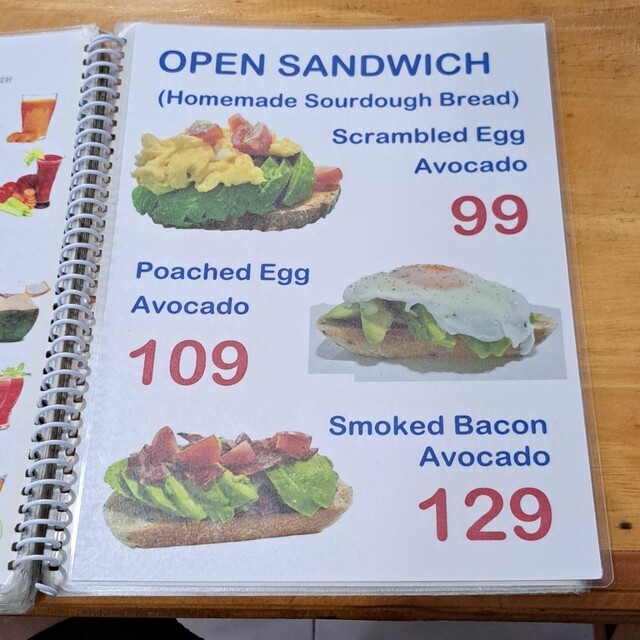 OPEN SANDWICH
(Homemade Sourdough Bread)
Scrambled Egg
Avocado
99
Poached Egg
Avocado
109
Smoked Bacon
Avocado
129